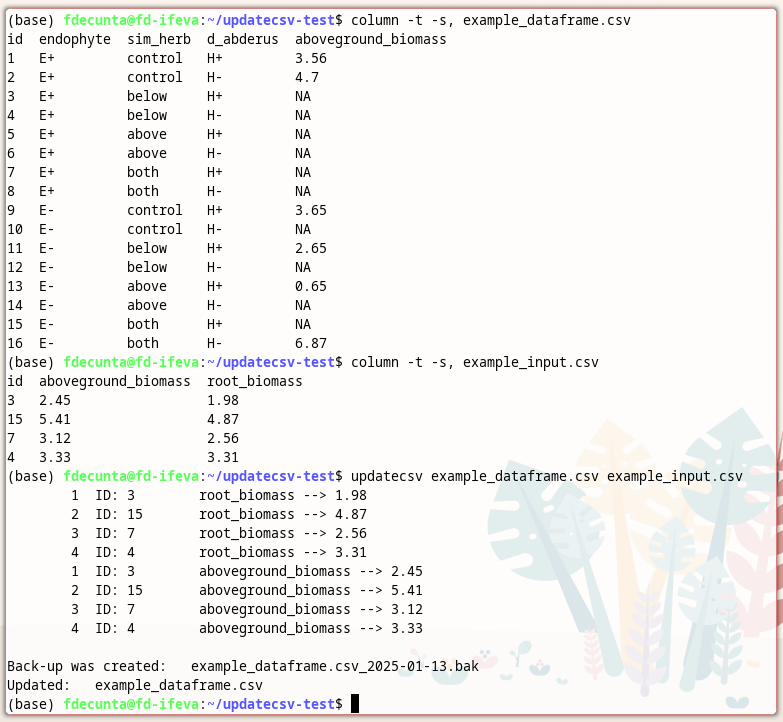 (base) fdecunta@fd-ifeva:~/updatecsv-test$ column -t -s, example_dataframe.csv
id  endophyte  sim_herb  d_abderus  aboveground_biomass
1   E+         control   H+         3.56
2   E+         control   H-         4.7
3   E+         below     H+         NA
4   E+         below     H-         NA
5   E+         above     H+         NA
6   E+         above     H-         NA
7   E+         both      H+         NA
8   E+         both      H-         NA
9   E-         control   H+         3.65
10  E-         control   H-         NA
11  E-         below     H+         2.65
12  E-         below     H-         NA
13  E-         above     H+         0.65
14  E-         above     H-         NA
15  E-         both      H+         NA
16  E-         both      H-         6.87
(base) fdecunta@fd-ifeva:~/updatecsv-test$ column -t -s, example_input.csv
id  aboveground_biomass  root_biomass
3   2.45                 1.98
15  5.41                 4.87
7   3.12                 2.56
4   3.33                 3.31
(base) fdecunta@fd-ifeva:~/updatecsv-test$ updatecsv example_dataframe.csv example_input.csv
        1  ID: 3        root_biomass --> 1.98
        2  ID: 15       root_biomass --> 4.87
        3  ID: 7        root_biomass --> 2.56
        4  ID: 4        root_biomass --> 3.31
        1  ID: 3        aboveground_biomass --> 2.45
        2  ID: 15       aboveground_biomass --> 5.41
        3  ID: 7        aboveground_biomass --> 3.12
        4  ID: 4        aboveground_biomass --> 3.33
Back-up was created:   example_dataframe.csv_2025-01-13.bak
Updated:   example_dataframe.csv
(base) fdecunta@fd-ifeva:~/updatecsv-test$